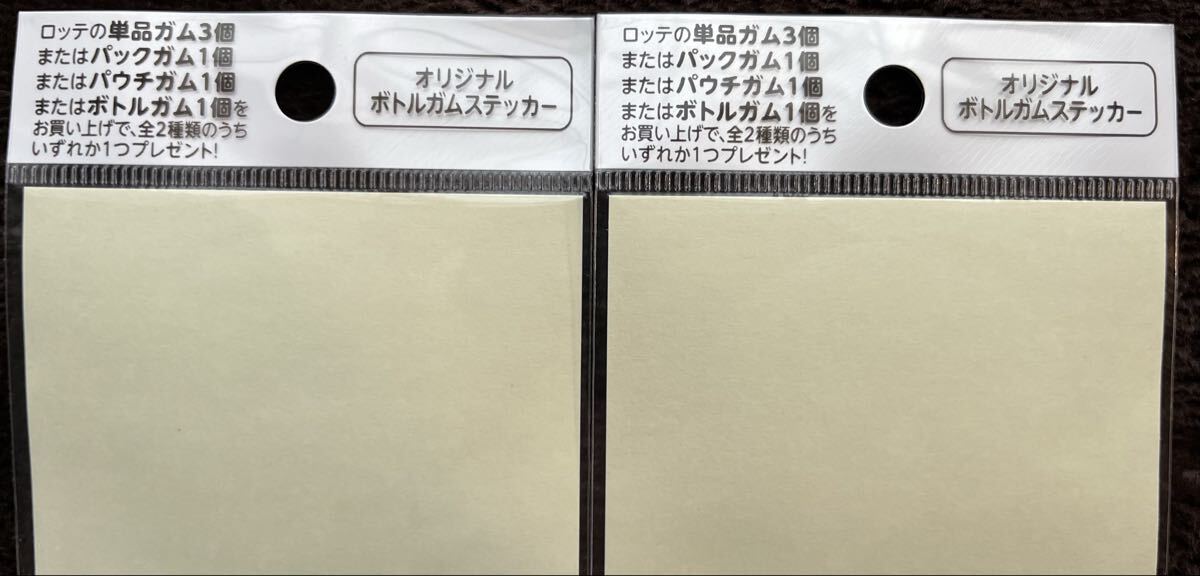 ロッテの単品ガム3個
またはパックガム1個
またはパウチガム1個
またはボトルガム1個を
お買い上げで、全2種類のうち
いずれか1つプレゼント!
オリジナル
ボトルガムステッカー
ロッテの単品ガム3個
またはパックガム1個
またはパウチガム1個
またはボトルガム1個を
お買い上げで、全2種類のうち
いずれか1つプレゼント!
オリジナル
ボトルガムステッカー